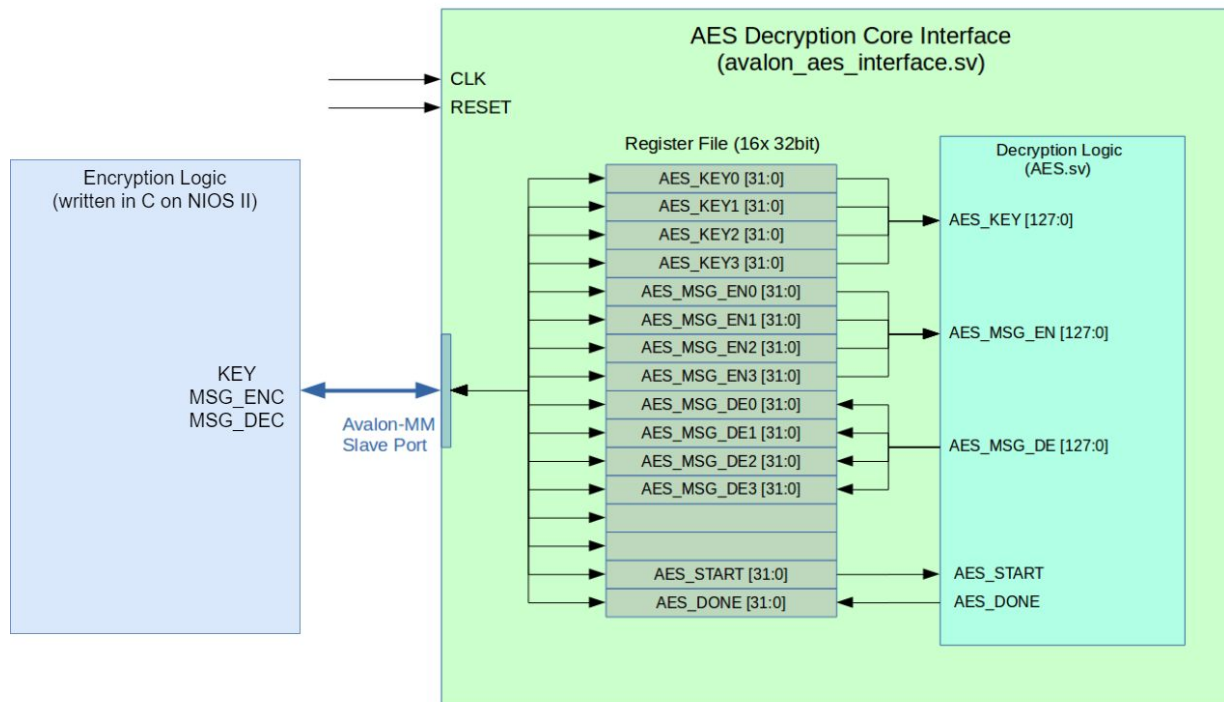 AES Decryption Core Interface
(avalon_aes_interface.sv)
CLK
RESET
Encryption Logic
(written in C on NIOS II)
KEY
MSG_ENC
MSG_DEC
Avalon-MM
Slave Port
Register File (16x 32bit)
AES_KEY0 [31:0]
AES_KEY1 [31:0]
AES_KEY2 [31:0]
AES_KEY3 [31:0]
AES_MSG_EN0 [31:0]
AES_MSG_EN1 [31:0]
AES_MSG_EN2 [31:0]
AES_MSG_EN3 [31:0]
AES_MSG_DE0 [31:0]
AES_MSG_DE1 [31:0]
AES_MSG_DE2 [31:0]
AES_MSG_DE3 [31:0]
AES_START [31:0]
AES_DONE [31:0]
Decryption Logic
(AES.sv)
AES_KEY [127:0]
AES_MSG_EN [127:0]
AES_MSG_DE [127:0]
AES_START
AES_DONE